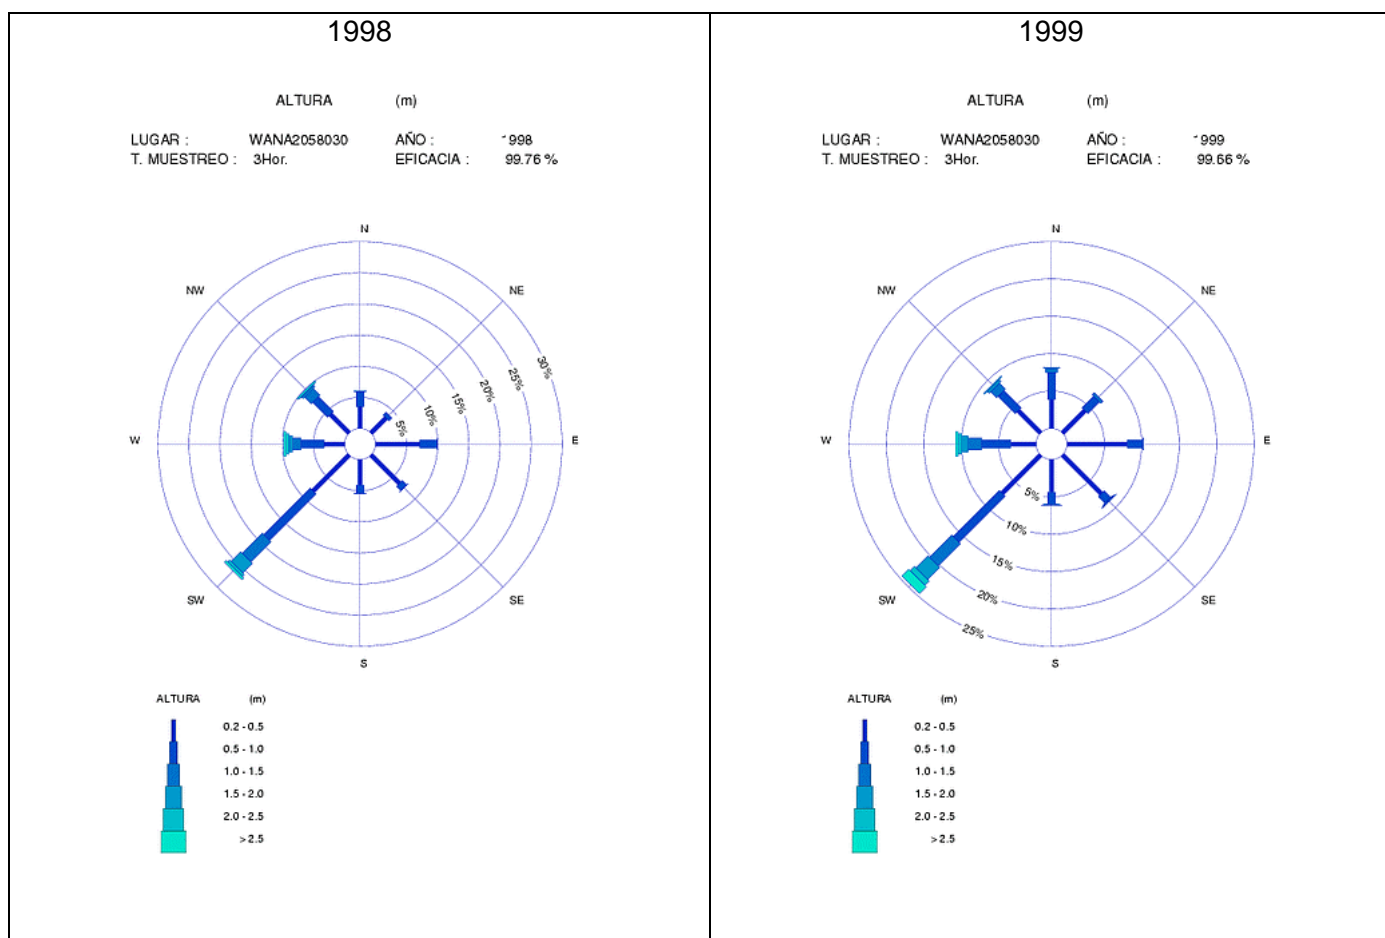 1998
ALTURA (m)
LUGAR : WANA2058030 AÑO : 1998
T. MUESTREO : 3Hor. EFICACIA : 99.76 %
N
NW NE
30%
25%
20%
15%
10%
5%
W E
SW SE
S
ALTURA (m)
0.2 - 0.5
0.5 - 1.0
1.0 - 1.5
1.5 - 2.0
2.0 - 2.5
> 2.5
1999
ALTURA (m)
LUGAR : WANA2058030 AÑO : 1999
T. MUESTREO : 3Hor. EFICACIA : 99.66 %
N
NW NE
W E
5%
10%
15%
20%
25%
SW SE
S
ALTURA (m)
0.2 - 0.5
0.5 - 1.0
1.0 - 1.5
1.5 - 2.0
2.0 - 2.5
> 2.5